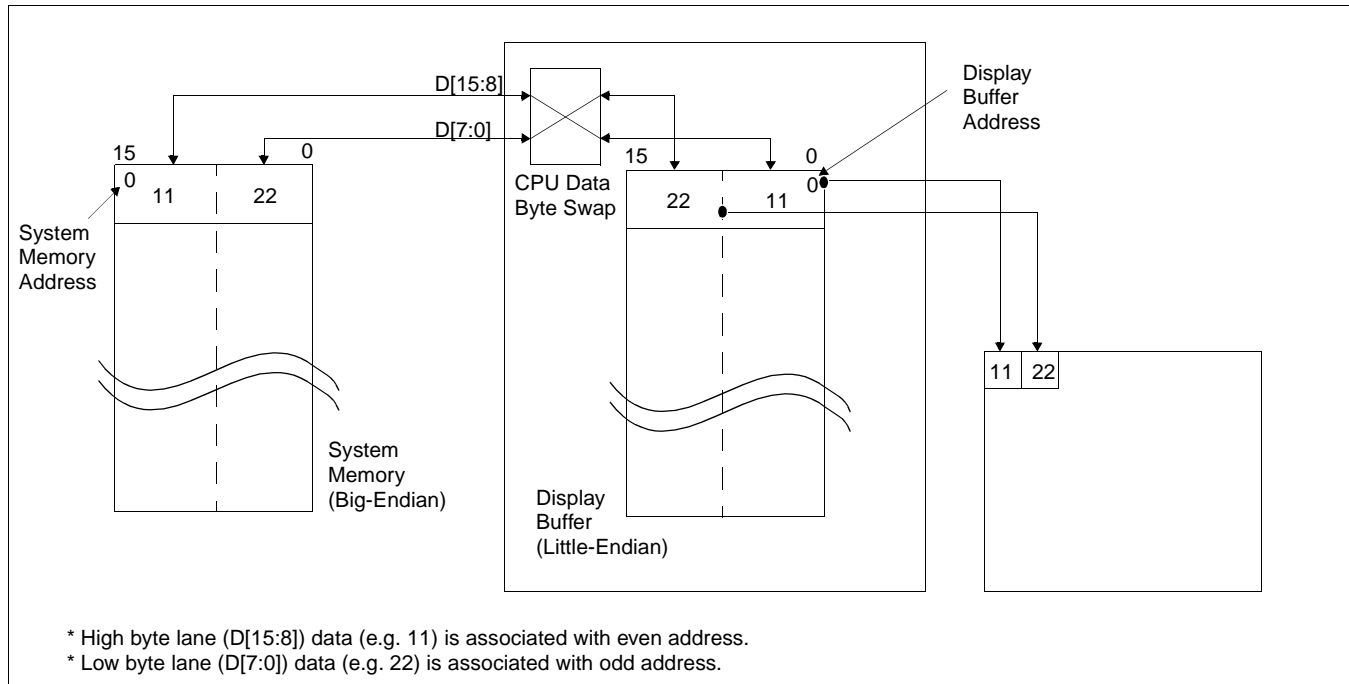 D[15:8]
D[7:0]
Display
Buffer
Address
15 0
0
11 22
System
Memory
Address
CPU Data
Byte Swap
15 0
0
22 11
11 22
System
Memory
(Big-Endian)
Display
Buffer
(Little-Endian)
* High byte lane (D[15:8]) data (e.g. 11) is associated with even address.
* Low byte lane (D[7:0]) data (e.g. 22) is associated with odd address.